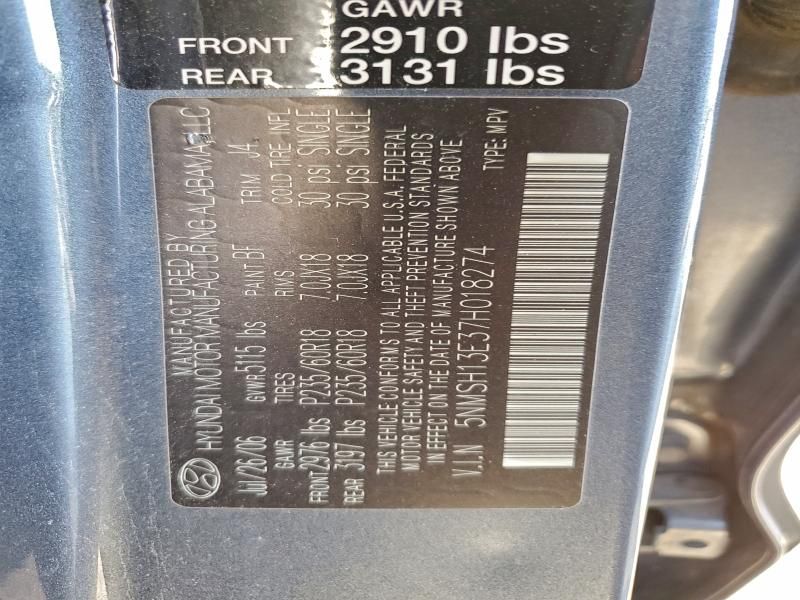 GAWR
FRONT 2910 lbs
REAR 3131 lbs
MANUFACTURED BY
HYUNDAI MOTOR MANUFACTURING ALABAMA, LLC
Jul/26/06 GVWR 5115 lbs PAINT BF TRIM J4
GAWR TIRES RIMS COLD TIRE INFL
FRONT 2976 lbs P235/60R18 7.0JX18 30 psi SINGLE
REAR 3197 lbs P235/60R18 7.0JX18 30 psi SINGLE
THIS VEHICLE CONFORMS TO ALL APPLICABLE U.S.A. FEDERAL
MOTOR VEHICLE SAFETY AND THEFT PREVENTION STANDARDS
IN EFFECT ON THE DATE OF MANUFACTURE SHOWN ABOVE
V.I.N 5NMSH13E37H018274 TYPE: MPV